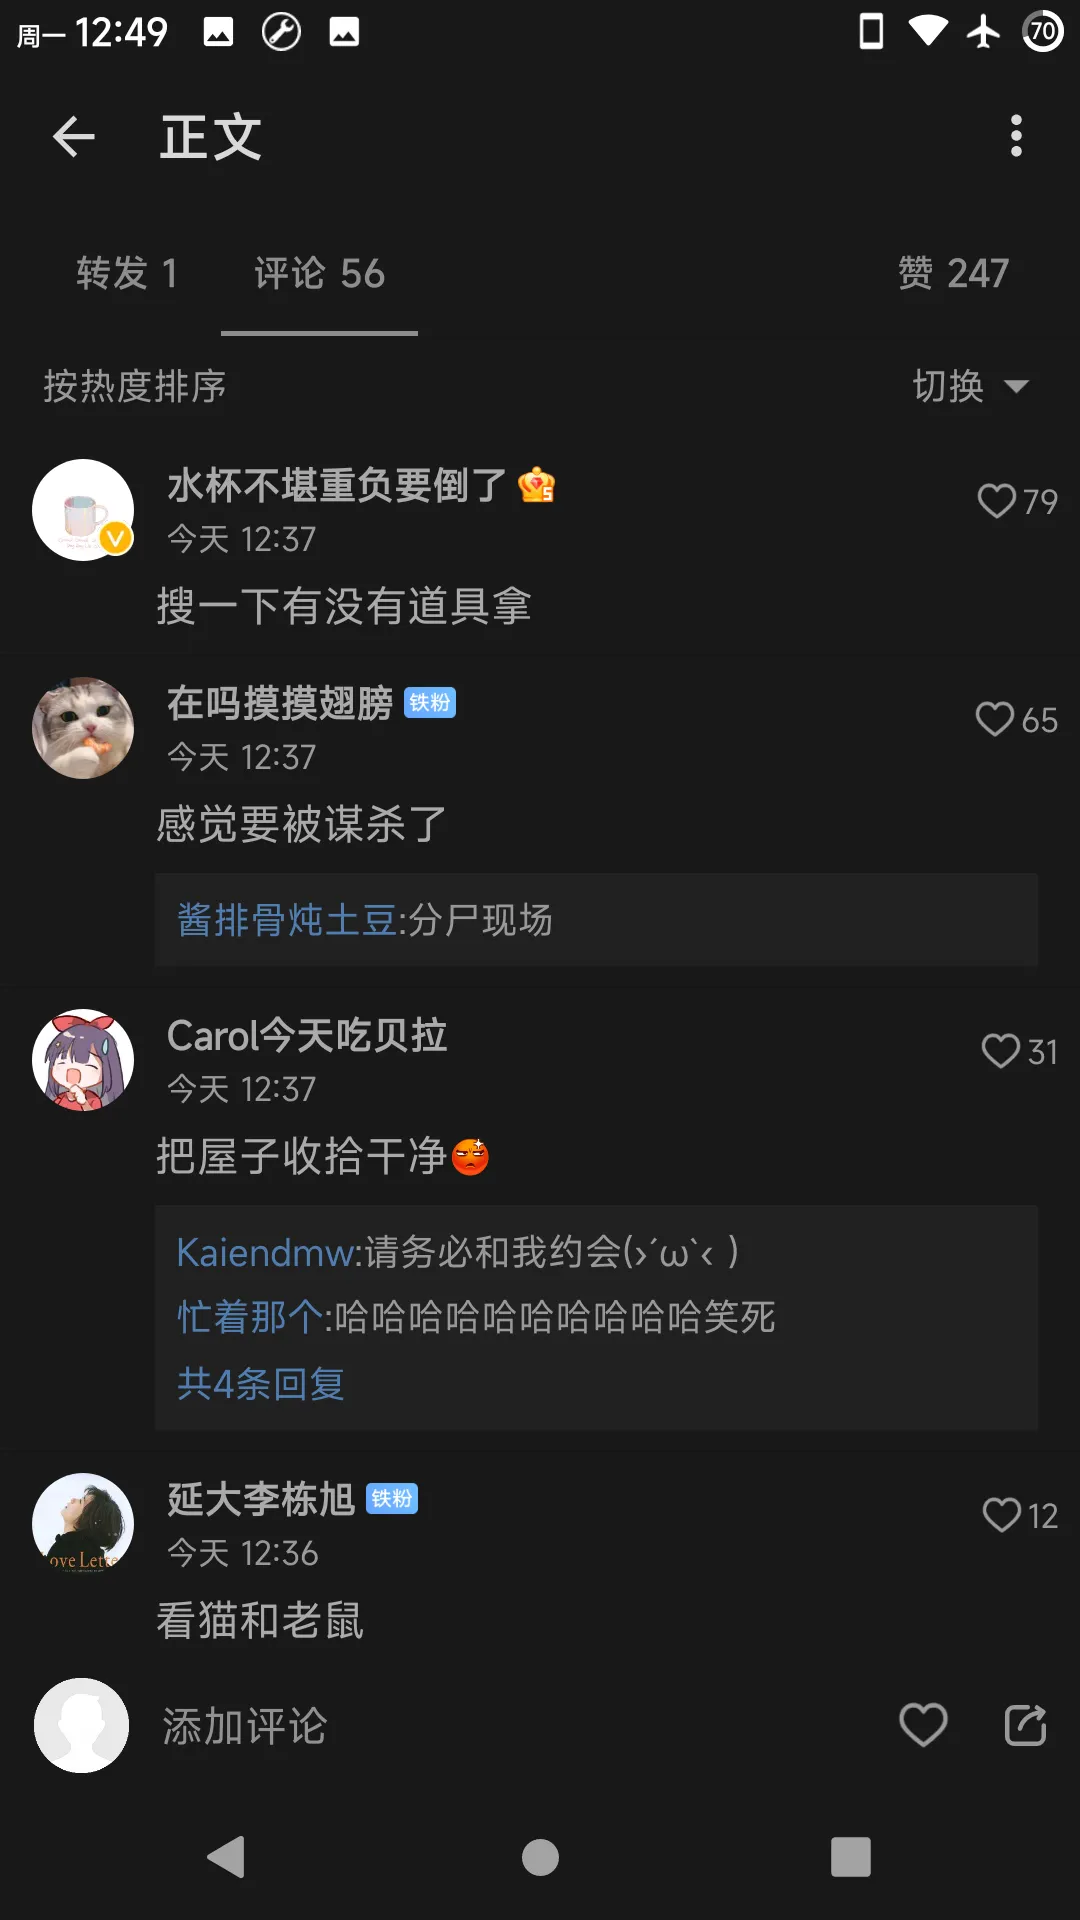 周一 12:49
70
正文
转发 1
评论 56
赞 247
按热度排序
切换
水杯不堪重负要倒了
5
79
今天 12:37
搜一下有没有道具拿
在吗摸摸翅膀
铁粉
65
今天 12:37
感觉要被谋杀了
酱排骨炖土豆:分尸现场
Carol今天吃贝拉
31
今天 12:37
把屋子收拾干净
Kaiendmw:请务必和我约会(›´ω`‹ )
忙着那个:哈哈哈哈哈哈哈哈哈哈笑死
共4条回复
延大李栋旭
铁粉
12
今天 12:36
ove Lette
看猫和老鼠
添加评论